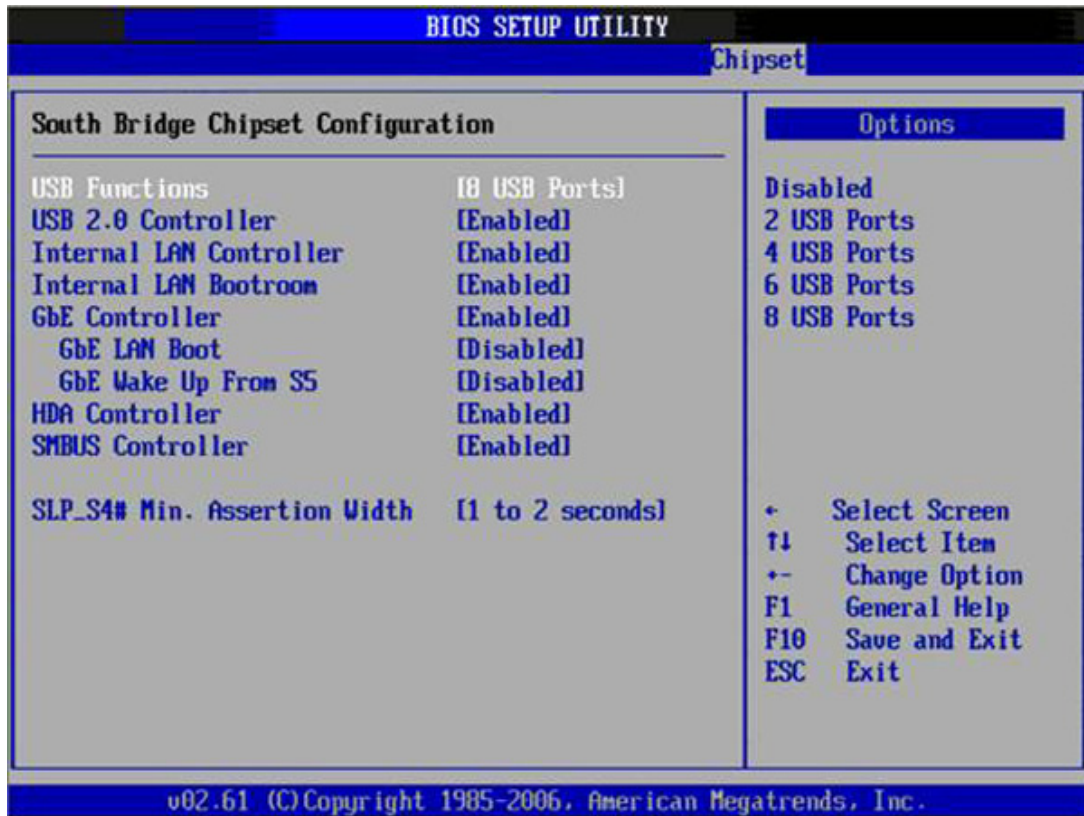 BIOS SETUP UTILITY
Chipset
South Bridge Chipset Configuration
USB Functions [8 USB Ports]
USB 2.0 Controller [Enabled]
Internal LAN Controller [Enabled]
Internal LAN Bootroom [Enabled]
GbE Controller [Enabled]
GbE LAN Boot [Disabled]
GbE Wake Up From S5 [Disabled]
HDA Controller [Enabled]
SMBUS Controller [Enabled]
SLP_S4# Min. Assertion Width [1 to 2 seconds]
Options
Disabled
2 USB Ports
4 USB Ports
6 USB Ports
8 USB Ports
← Select Screen
↑↓ Select Item
+- Change Option
F1 General Help
F10 Save and Exit
ESC Exit
v02.61 (C)Copyright 1985-2006, American Megatrends, Inc.